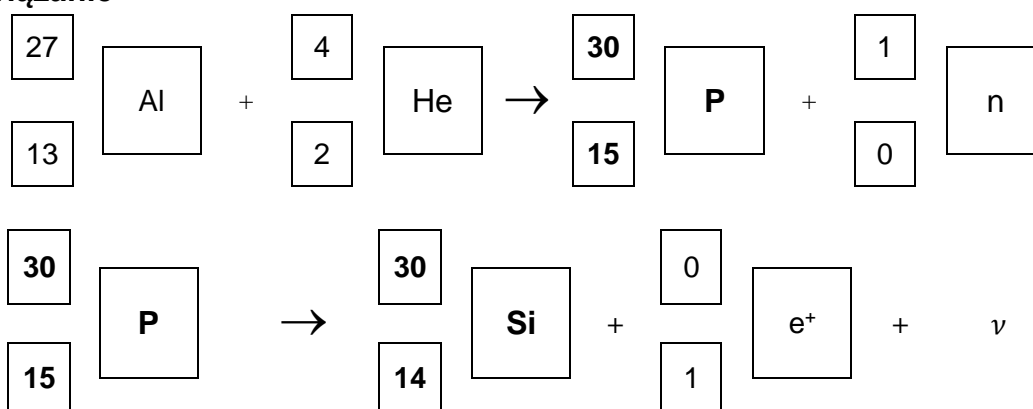 27 4 30 1
Al + He → P + n
13 2 15 0
30 30 0
P → Si + e⁺ + ν
15 14 1